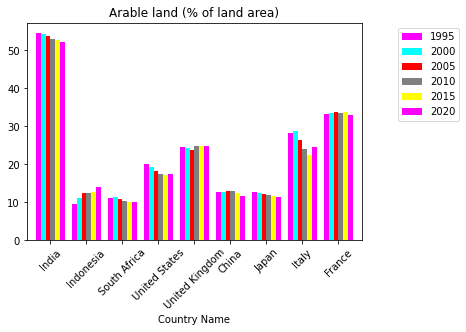 Arable land (% of land area)
50
40
30
20
10
0
India
Indonesia
South Africa
United States
United Kingdom
China
Japan
Italy
France
Country Name
1995
2000
2005
2010
2015
2020